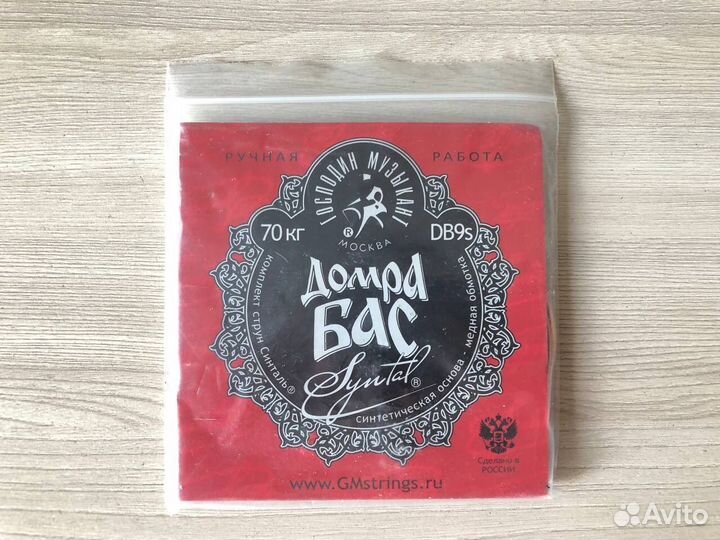 РУЧНАЯ РАБОТА
ГОСПОДИН МУЗЫКАНТ
®
МОСКВА
70 кг
DB9s
Домра
БАС
Syntal®
комплект струн Синталь®
синтетическая основа - медная обмотка
Сделано в
РОССИИ
www.GMstrings.ru
Avito